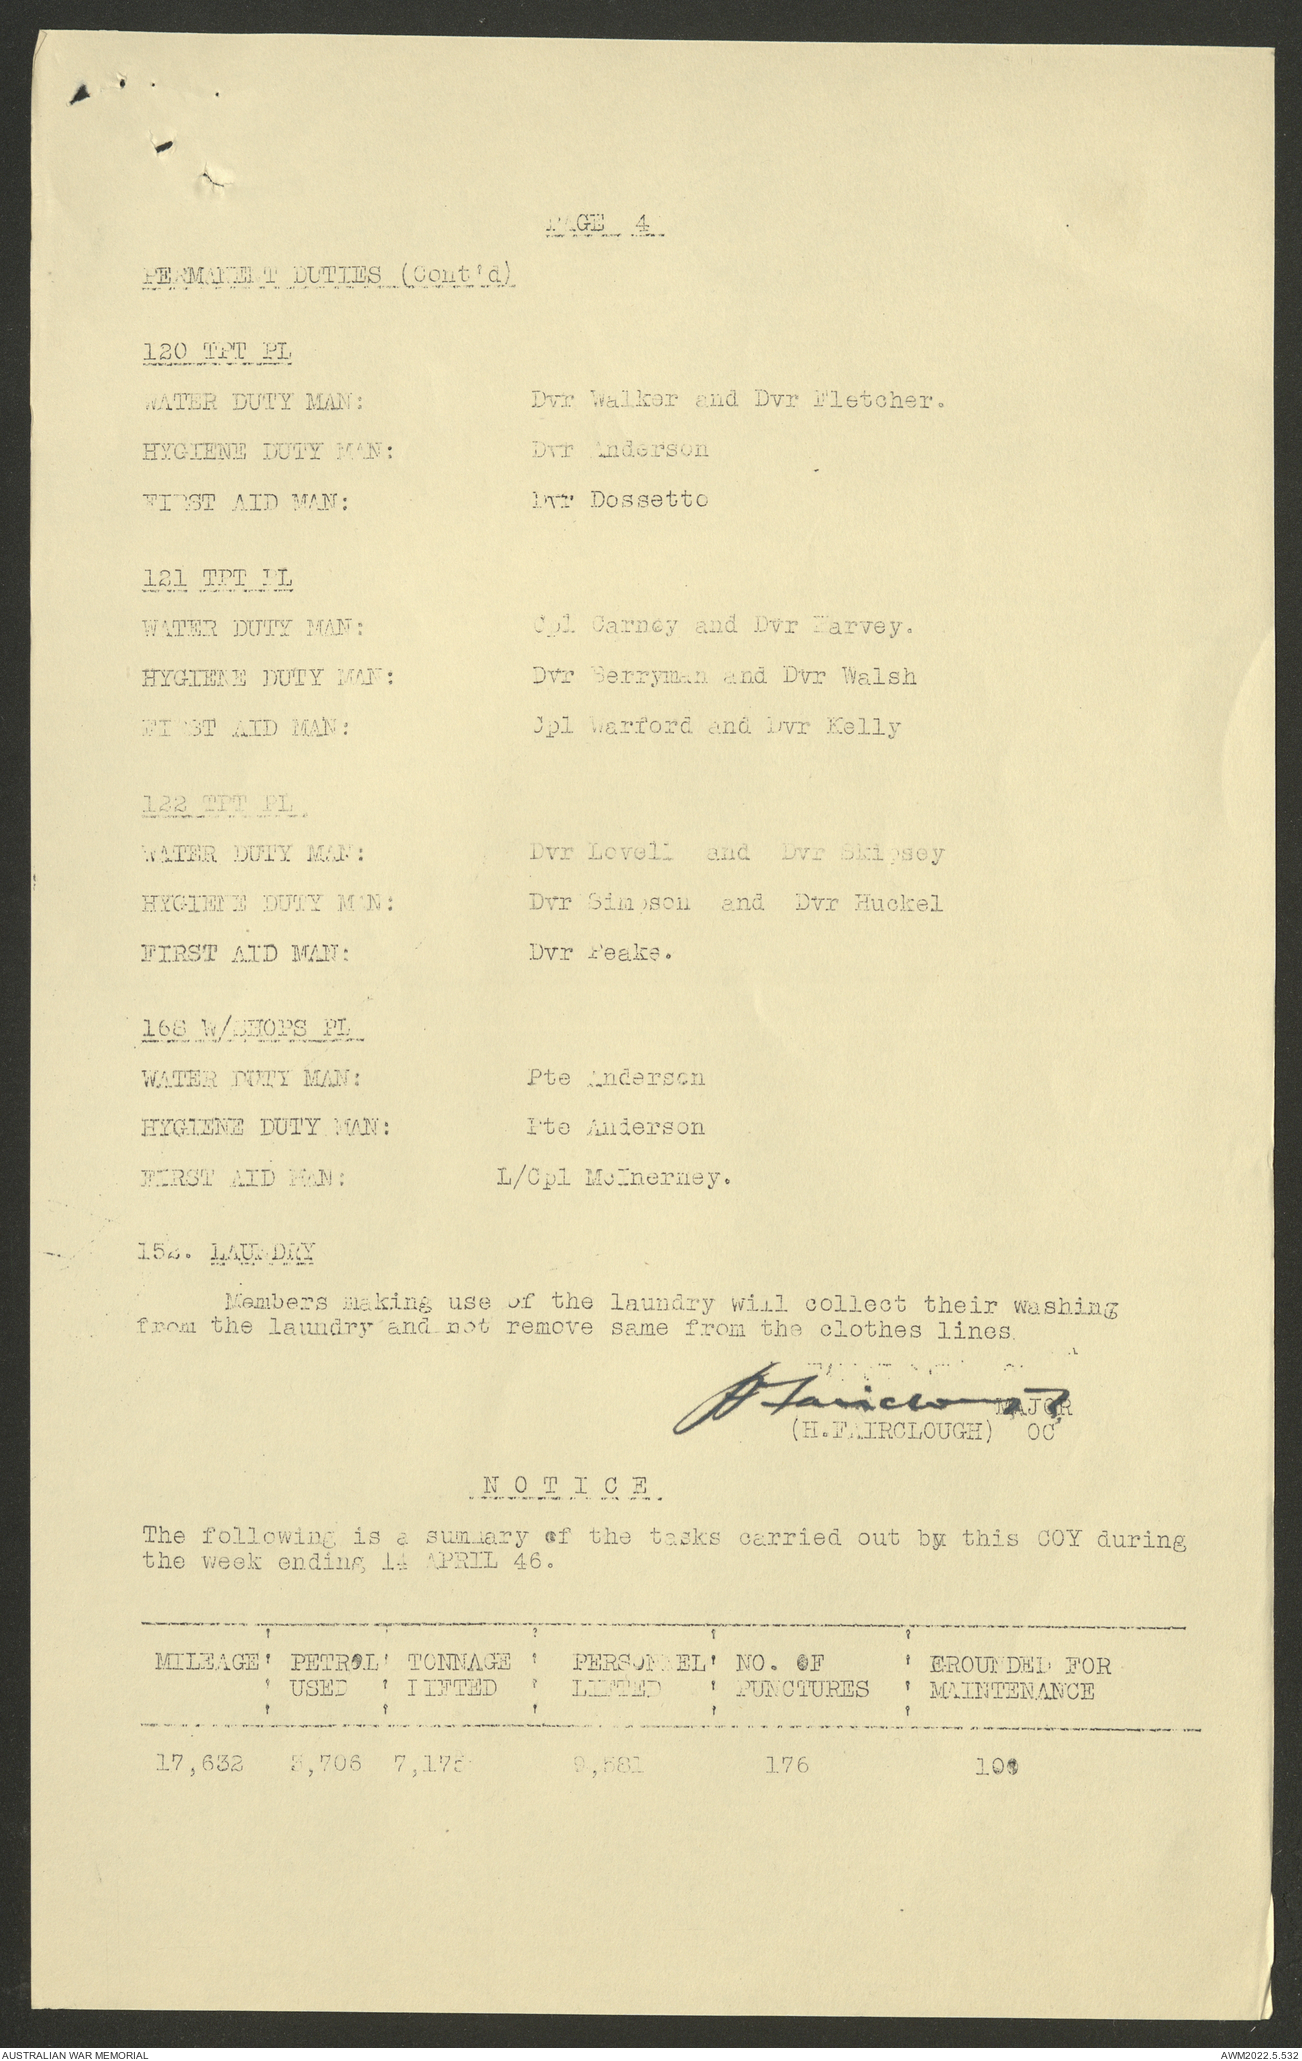 PAGE 4
PERMANENT DUTIES (Cont'd)
120 TPT PL
WATER DUTY MAN: Dvr Walker and Dvr Fletcher.
HYGIENE DUTY MAN: Dvr Anderson
FIRST AID MAN: Dvr Dossetto
121 TPT PL
WATER DUTY MAN: Cpl Carney and Dvr Harvey.
HYGIENE DUTY MAN: Dvr Berryman and Dvr Walsh
FIRST AID MAN: Cpl Warford and Dvr Kelly
122 TPT PL
WATER DUTY MAN: Dvr Lovell and Dvr Skipsey
HYGIENE DUTY MAN: Dvr Simpson and Dvr Huckel
FIRST AID MAN: Dvr Peake.
168 W/SHOPS PL
WATER DUTY MAN: Pte Anderson
HYGIENE DUTY MAN: Pte Anderson
FIRST AID MAN: L/Cpl McInerney.
152. LAUNDRY
Members making use of the laundry will collect their washing
from the laundry and not remove same from the clothes lines.
H Fairclough MAJOR
(H.FAIRCLOUGH) OC
NOTICE
The following is a summary of the tasks carried out by this COY during
the week ending 14 APRIL 46.
MILEAGE PETROL TONNAGE PERSONNEL NO. OF GROUNDED FOR
USED LIFTED LIFTED PUNCTURES MAINTENANCE
17,632 176
AUSTRALIAN WAR MEMORIAL AWM2022.5.532